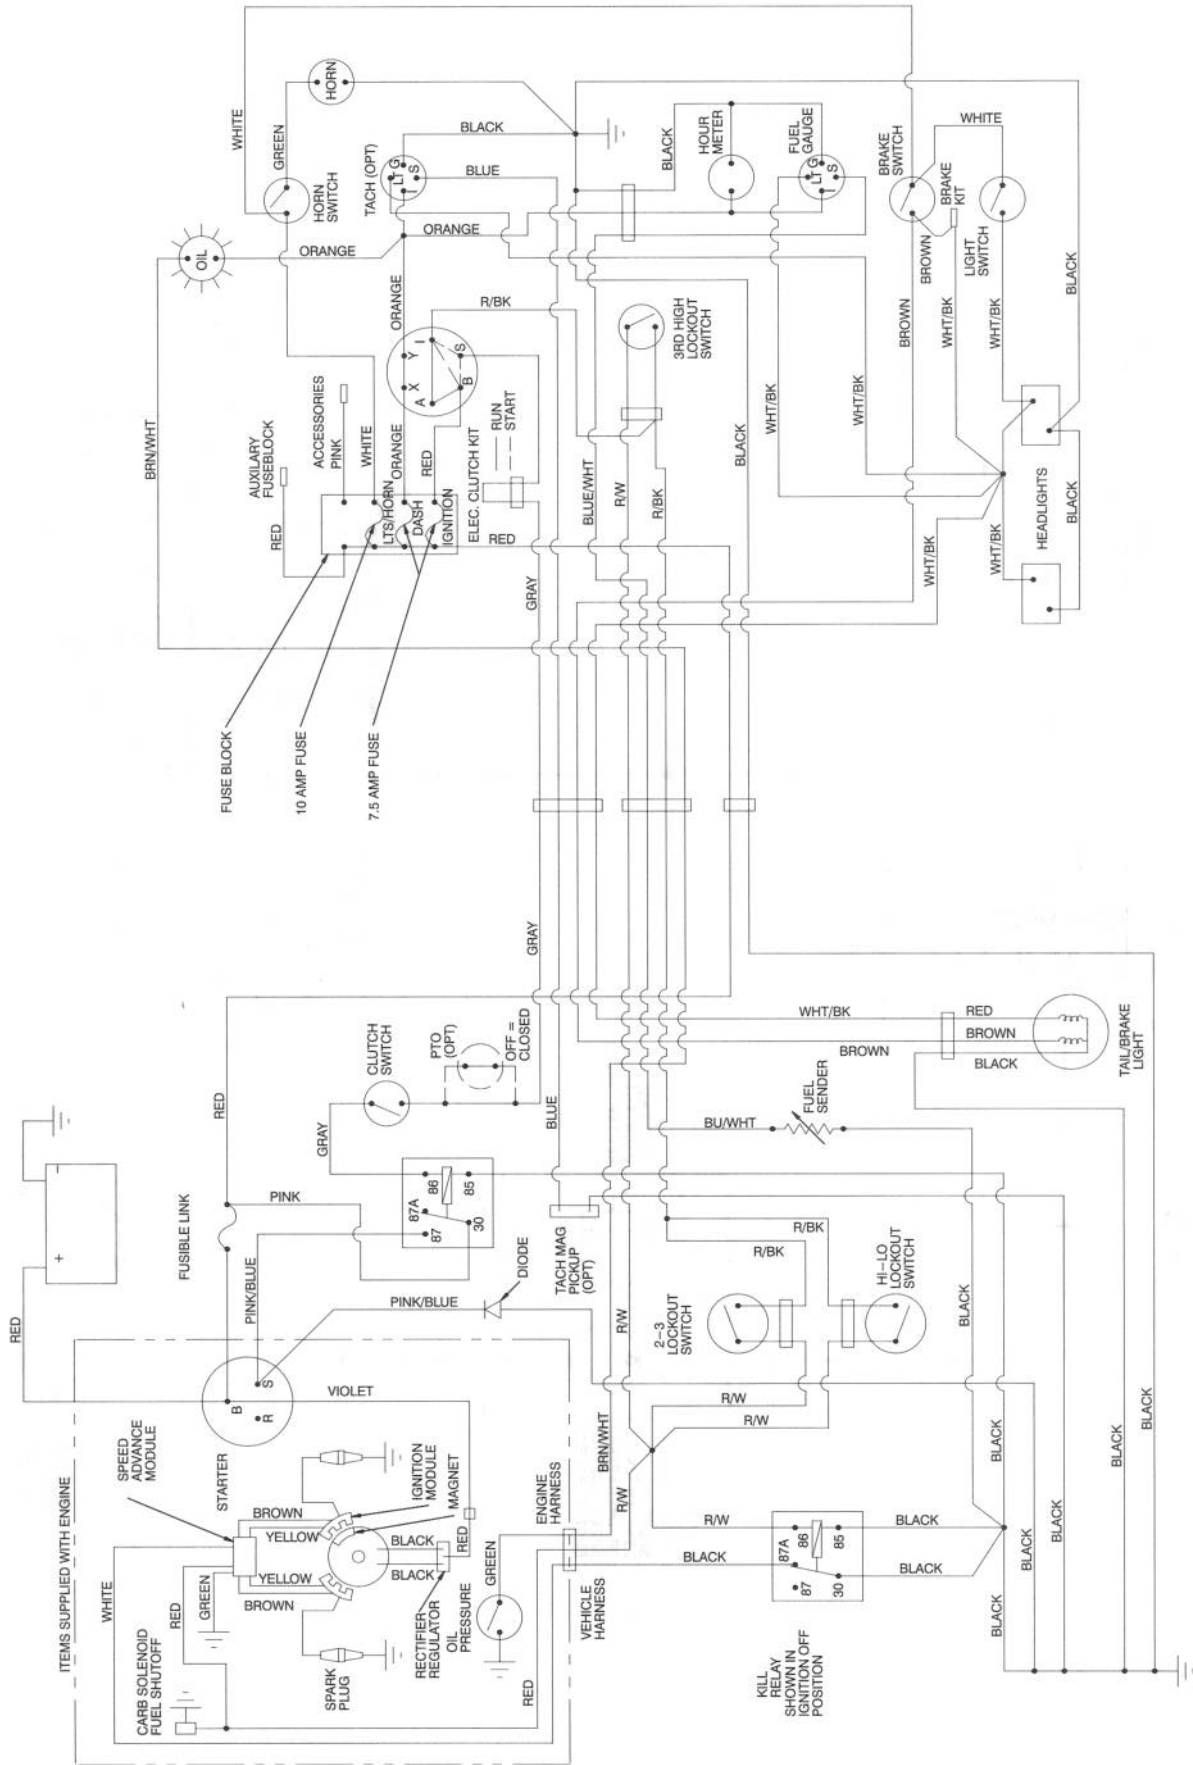 WHITE
GREEN
HORN
HORN
SWITCH
OIL
ORANGE
BRN/WHT
TACH (OPT)
G
LT
S
I
BLACK
BLUE
ORANGE
ORANGE
R/BK
A
X
Y
I
B
S
BLACK
HOUR
METER
FUEL
GAUGE
G
LT
S
I
BRAKE
SWITCH
WHITE
BROWN
BROWN
BRAKE
KIT
LIGHT
SWITCH
BROWN
WHT/BK
WHT/BK
BLACK
3RD HIGH
LOCKOUT
SWITCH
AUXILARY
FUSEBLOCK
ACCESSORIES
PINK
WHITE
ORANGE
RED
RED
LTS/HORN
DASH
IGNITION
RED
ELEC. CLUTCH KIT
RUN
START
GRAY
BLUE/WHT
R/W
R/BK
BLACK
WHT/BK
WHT/BK
WHT/BK
WHT/BK
HEADLIGHTS
BLACK
FUSE BLOCK
10 AMP FUSE
7.5 AMP FUSE
GRAY
RED
CLUTCH
SWITCH
PTO
(OPT)
OFF =
CLOSED
GRAY
BLUE
WHT/BK
BROWN
RED
BROWN
BLACK
TAIL/BRAKE
LIGHT
BU/WHT
FUEL
SENDER
+
−
RED
FUSIBLE LINK
PINK
PINK/BLUE
87A
86
87
85
30
PINK/BLUE
DIODE
TACH MAG
PICKUP
(OPT)
R/W
R/BK
R/BK
2–3
LOCKOUT
SWITCH
HI–LO
LOCKOUT
SWITCH
BLACK
R/W
R/W
BLACK
BLACK
BLACK
BLACK
BLACK
ITEMS SUPPLIED WITH ENGINE
SPEED
ADVANCE
MODULE
STARTER
B
R
S
VIOLET
BROWN
YELLOW
YELLOW
BROWN
IGNITION
MODULE
MAGNET
BLACK
BLACK
RED
WHITE
RED
GREEN
CARB SOLENOID
FUEL SHUTOFF
SPARK
PLUG
RECTIFIER
REGULATOR
OIL
PRESSURE
GREEN
RED
ENGINE
HARNESS
VEHICLE
HARNESS
BRN/WHT
R/W
R/W
BLACK
87A
86
87
85
30
BLACK
BLACK
KILL
RELAY
SHOWN IN
IGNITION OFF
POSITION